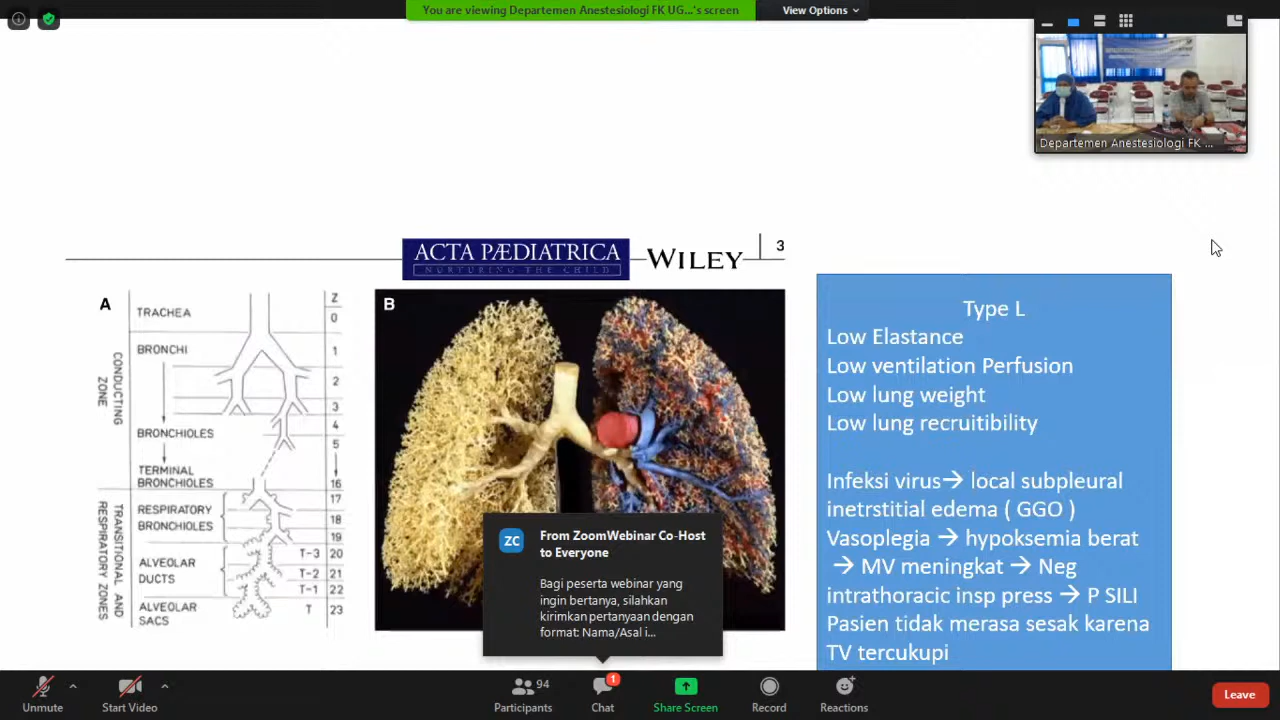 You are viewing Departemen Anestesiologi FK UG...'s screen
View Options
Departemen Anestesiologi FK ...
ACTA PÆDIATRICA
NURTURING THE CHILD
WILEY
3
A
Z
TRACHEA
0
BRONCHI
1
2
3
4
BRONCHIOLES
5
TERMINAL
BRONCHIOLES
16
CONDUCTING
ZONE
17
RESPIRATORY
BRONCHIOLES
18
19
ALVEOLAR
DUCTS
T-3 20
T-2 21
T-1 22
ALVEOLAR
SACS
T 23
TRANSITIONAL AND
RESPIRATORY ZONES
B
Type L
Low Elastance
Low ventilation Perfusion
Low lung weight
Low lung recruitibility
Infeksi virus→ local subpleural
inetrstitial edema ( GGO )
Vasoplegia → hypoksemia berat
→ MV meningkat → Neg
intrathoracic insp press → P SILI
Pasien tidak merasa sesak karena
TV tercukupi
ZC
From ZoomWebinar Co-Host
to Everyone
Bagi peserta webinar yang
ingin bertanya, silahkan
kirimkan pertanyaan dengan
format: Nama/Asal i...
Unmute
Start Video
94
Participants
1
Chat
Share Screen
Record
Reactions
Leave